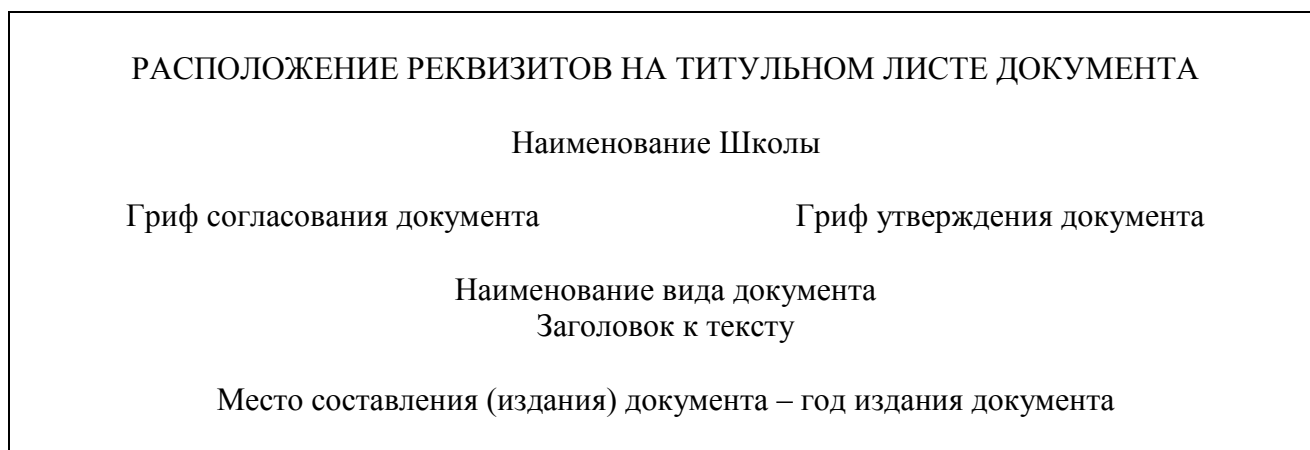 РАСПОЛОЖЕНИЕ РЕКВИЗИТОВ НА ТИТУЛЬНОМ ЛИСТЕ ДОКУМЕНТА
Наименование Школы
Гриф согласования документа Гриф утверждения документа
Наименование вида документа
Заголовок к тексту
Место составления (издания) документа – год издания документа